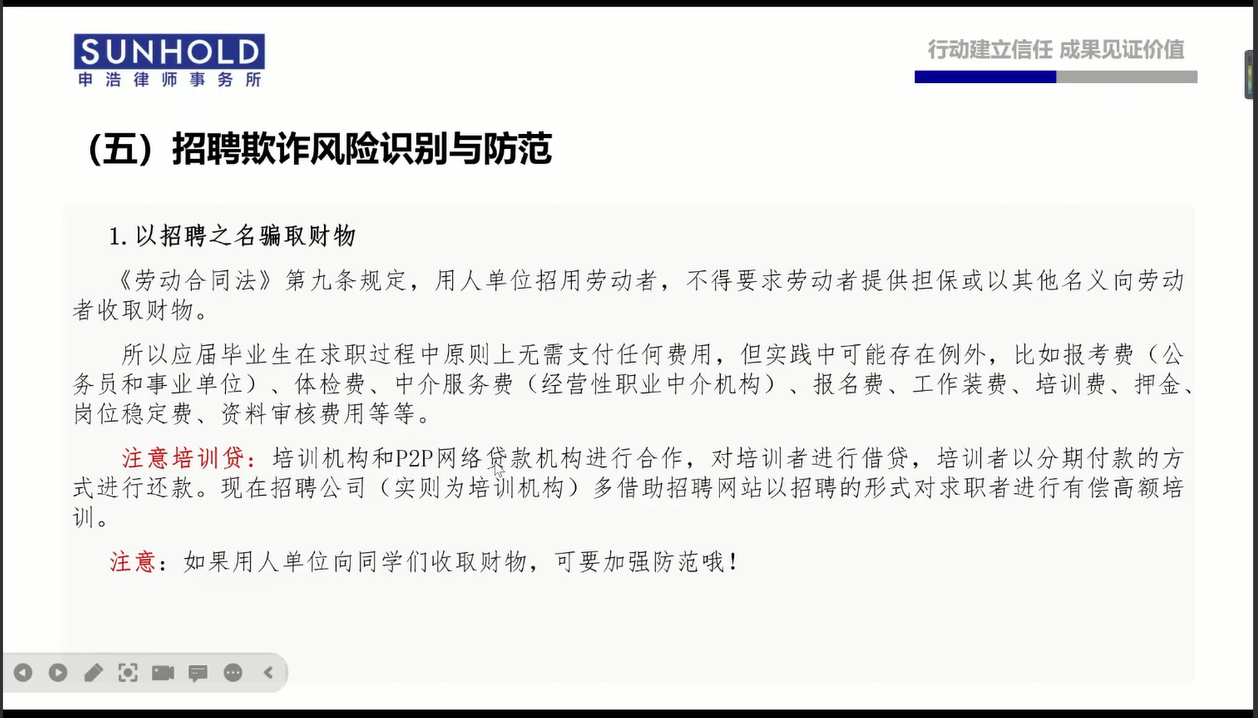 SUNHOLD
申浩律师事务所
行动建立信任 成果见证价值
（五）招聘欺诈风险识别与防范
1.以招聘之名骗取财物
《劳动合同法》第九条规定，用人单位招用劳动者，不得要求劳动者提供担保或以其他名义向劳动
者收取财物。
所以应届毕业生在求职过程中原则上无需支付任何费用，但实践中可能存在例外，比如报考费（公
务员和事业单位）、体检费、中介服务费（经营性职业中介机构）、报名费、工作装费、培训费、押金、
岗位稳定费、资料审核费用等等。
注意培训贷：培训机构和P2P网络贷款机构进行合作，对培训者进行借贷，培训者以分期付款的方
式进行还款。现在招聘公司（实则为培训机构）多借助招聘网站以招聘的形式对求职者进行有偿高额培
训。
注意：如果用人单位向同学们收取财物，可要加强防范哦！